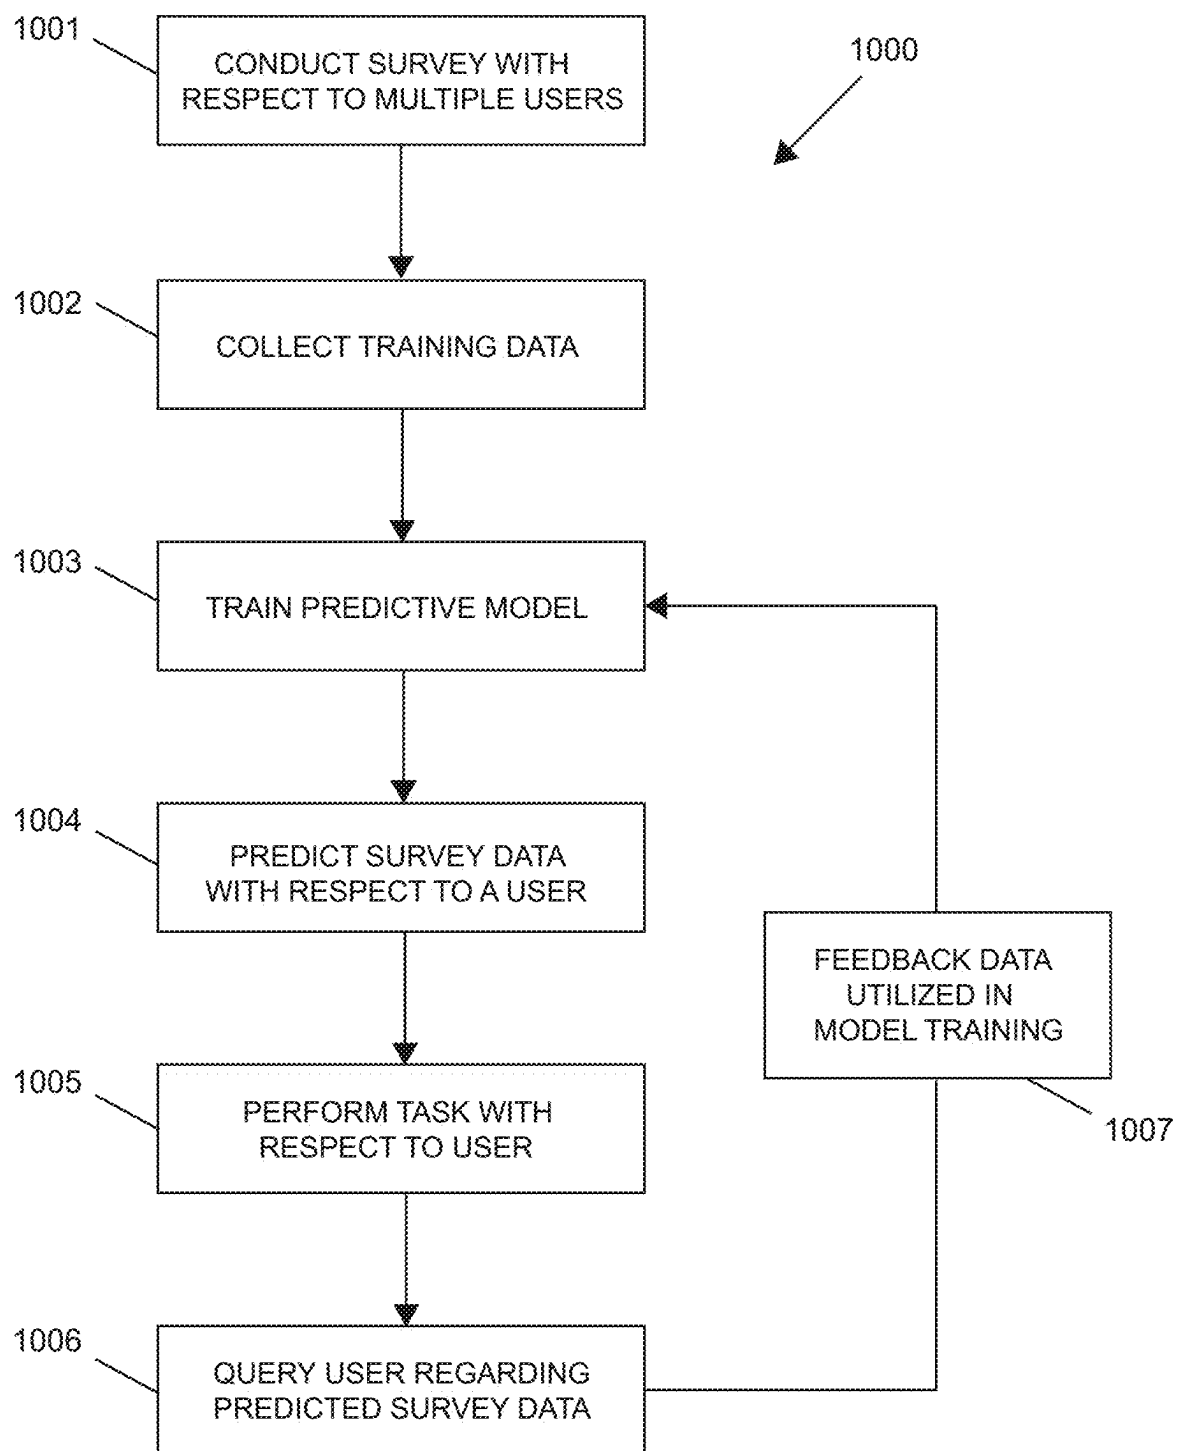 1001
CONDUCT SURVEY WITH
RESPECT TO MULTIPLE USERS
1000
1002
COLLECT TRAINING DATA
1003
TRAIN PREDICTIVE MODEL
1004
PREDICT SURVEY DATA
WITH RESPECT TO A USER
FEEDBACK DATA
UTILIZED IN
MODEL TRAINING
1007
1005
PERFORM TASK WITH
RESPECT TO USER
1006
QUERY USER REGARDING
PREDICTED SURVEY DATA